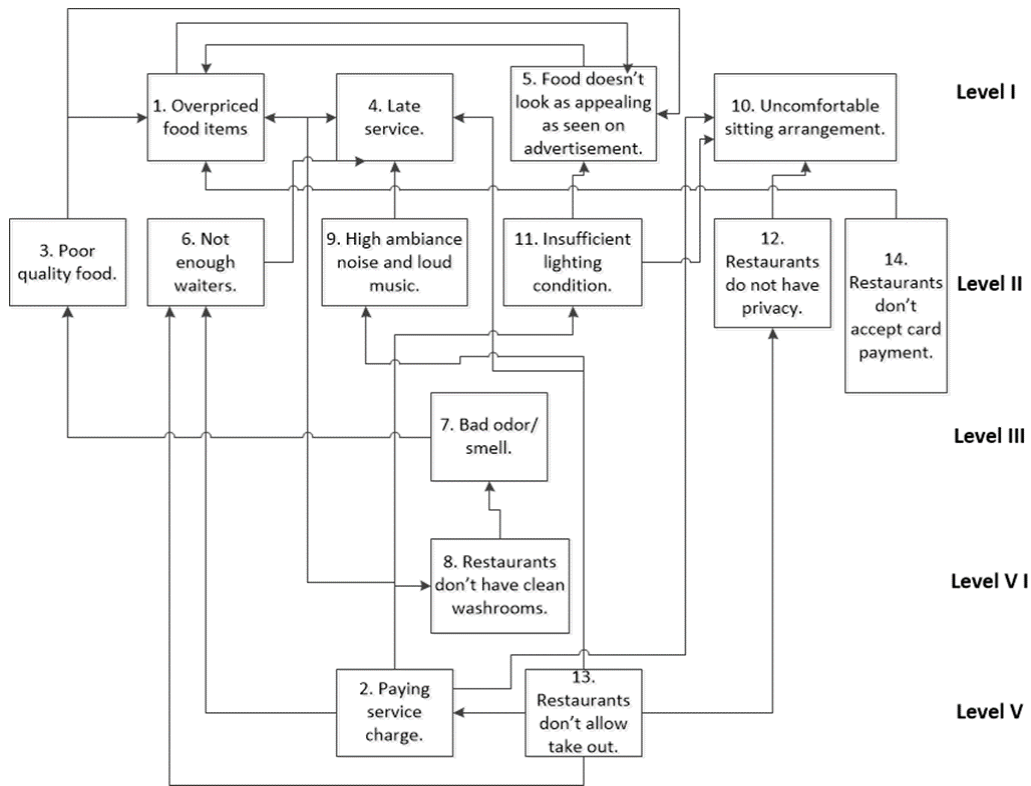 1. Overpriced
food items
4. Late
service.
5. Food doesn't
look as appealing
as seen on
advertisement.
10. Uncomfortable
sitting arrangement.
Level I
3. Poor
quality food.
6. Not
enough
waiters.
9. High ambiance
noise and loud
music.
11. Insufficient
lighting
condition.
12.
Restaurants
do not have
privacy.
14.
Restaurants
don't
accept card
payment.
Level II
7. Bad odor/
smell.
Level III
8. Restaurants
don't have clean
washrooms.
Level V I
2. Paying
service
charge.
13.
Restaurants
don't allow
take out.
Level V